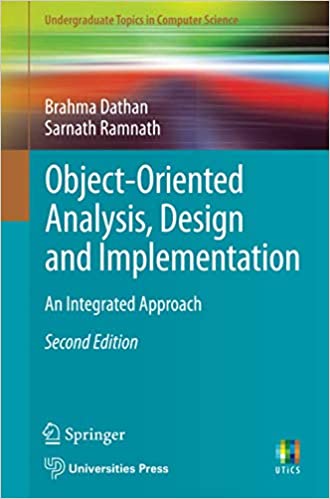 Undergraduate Topics in Computer Science
Brahma Dathan
Sarnath Ramnath
Object-Oriented
Analysis, Design
and Implementation
An Integrated Approach
Second Edition
Springer
Universities Press
UTiCS